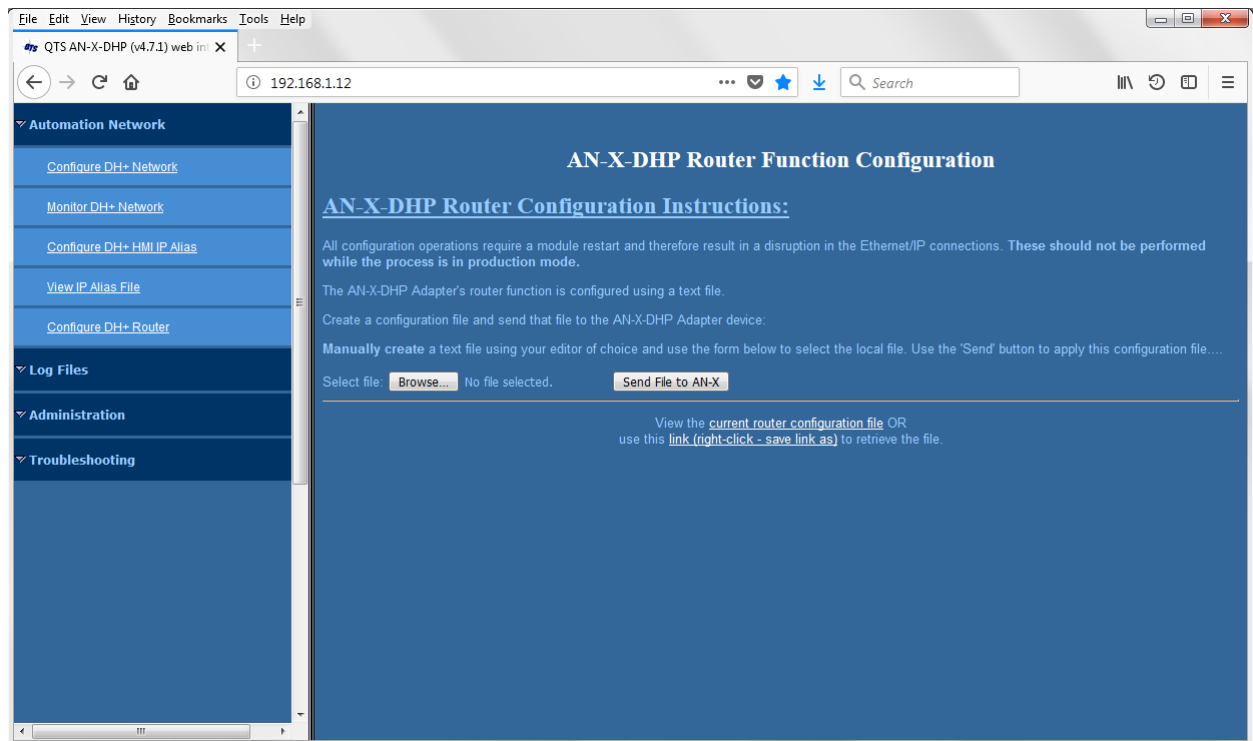 File Edit View History Bookmarks Tools Help
QTS AN-X-DHP (v4.7.1) web in
192.168.1.12
Search
Automation Network
Configure DH+ Network
Monitor DH+ Network
Configure DH+ HMI IP Alias
View IP Alias File
Configure DH+ Router
Log Files
Administration
Troubleshooting
AN-X-DHP Router Function Configuration
AN-X-DHP Router Configuration Instructions:
All configuration operations require a module restart and therefore result in a disruption in the Ethernet/IP connections. These should not be performed
while the process is in production mode.
The AN-X-DHP Adapter's router function is configured using a text file.
Create a configuration file and send that file to the AN-X-DHP Adapter device:
Manually create a text file using your editor of choice and use the form below to select the local file. Use the 'Send' button to apply this configuration file....
Select file: Browse... No file selected. Send File to AN-X
View the current router configuration file OR
use this link (right-click - save link as) to retrieve the file.